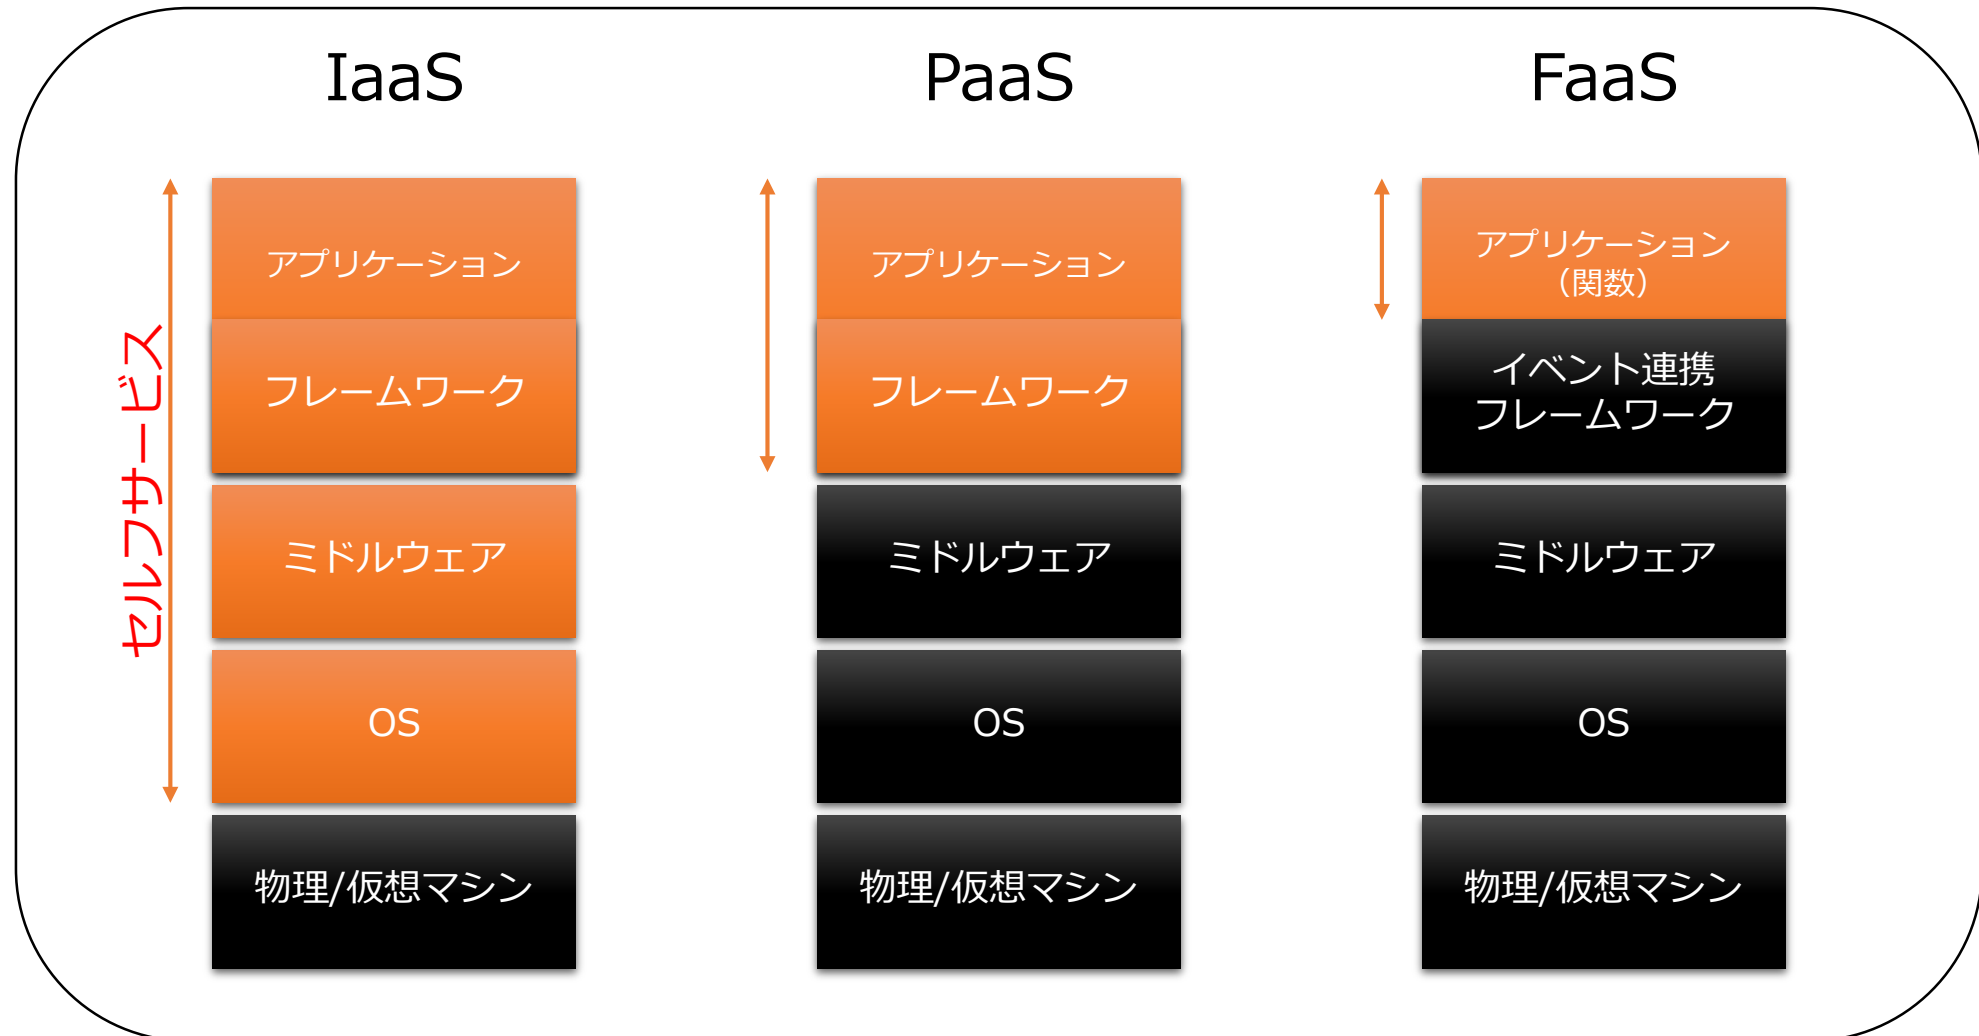 IaaS
PaaS
FaaS
セルフサービス
アプリケーション
フレームワーク
ミドルウェア
OS
物理/仮想マシン
アプリケーション
フレームワーク
ミドルウェア
OS
物理/仮想マシン
アプリケーション
（関数）
イベント連携
フレームワーク
ミドルウェア
OS
物理/仮想マシン